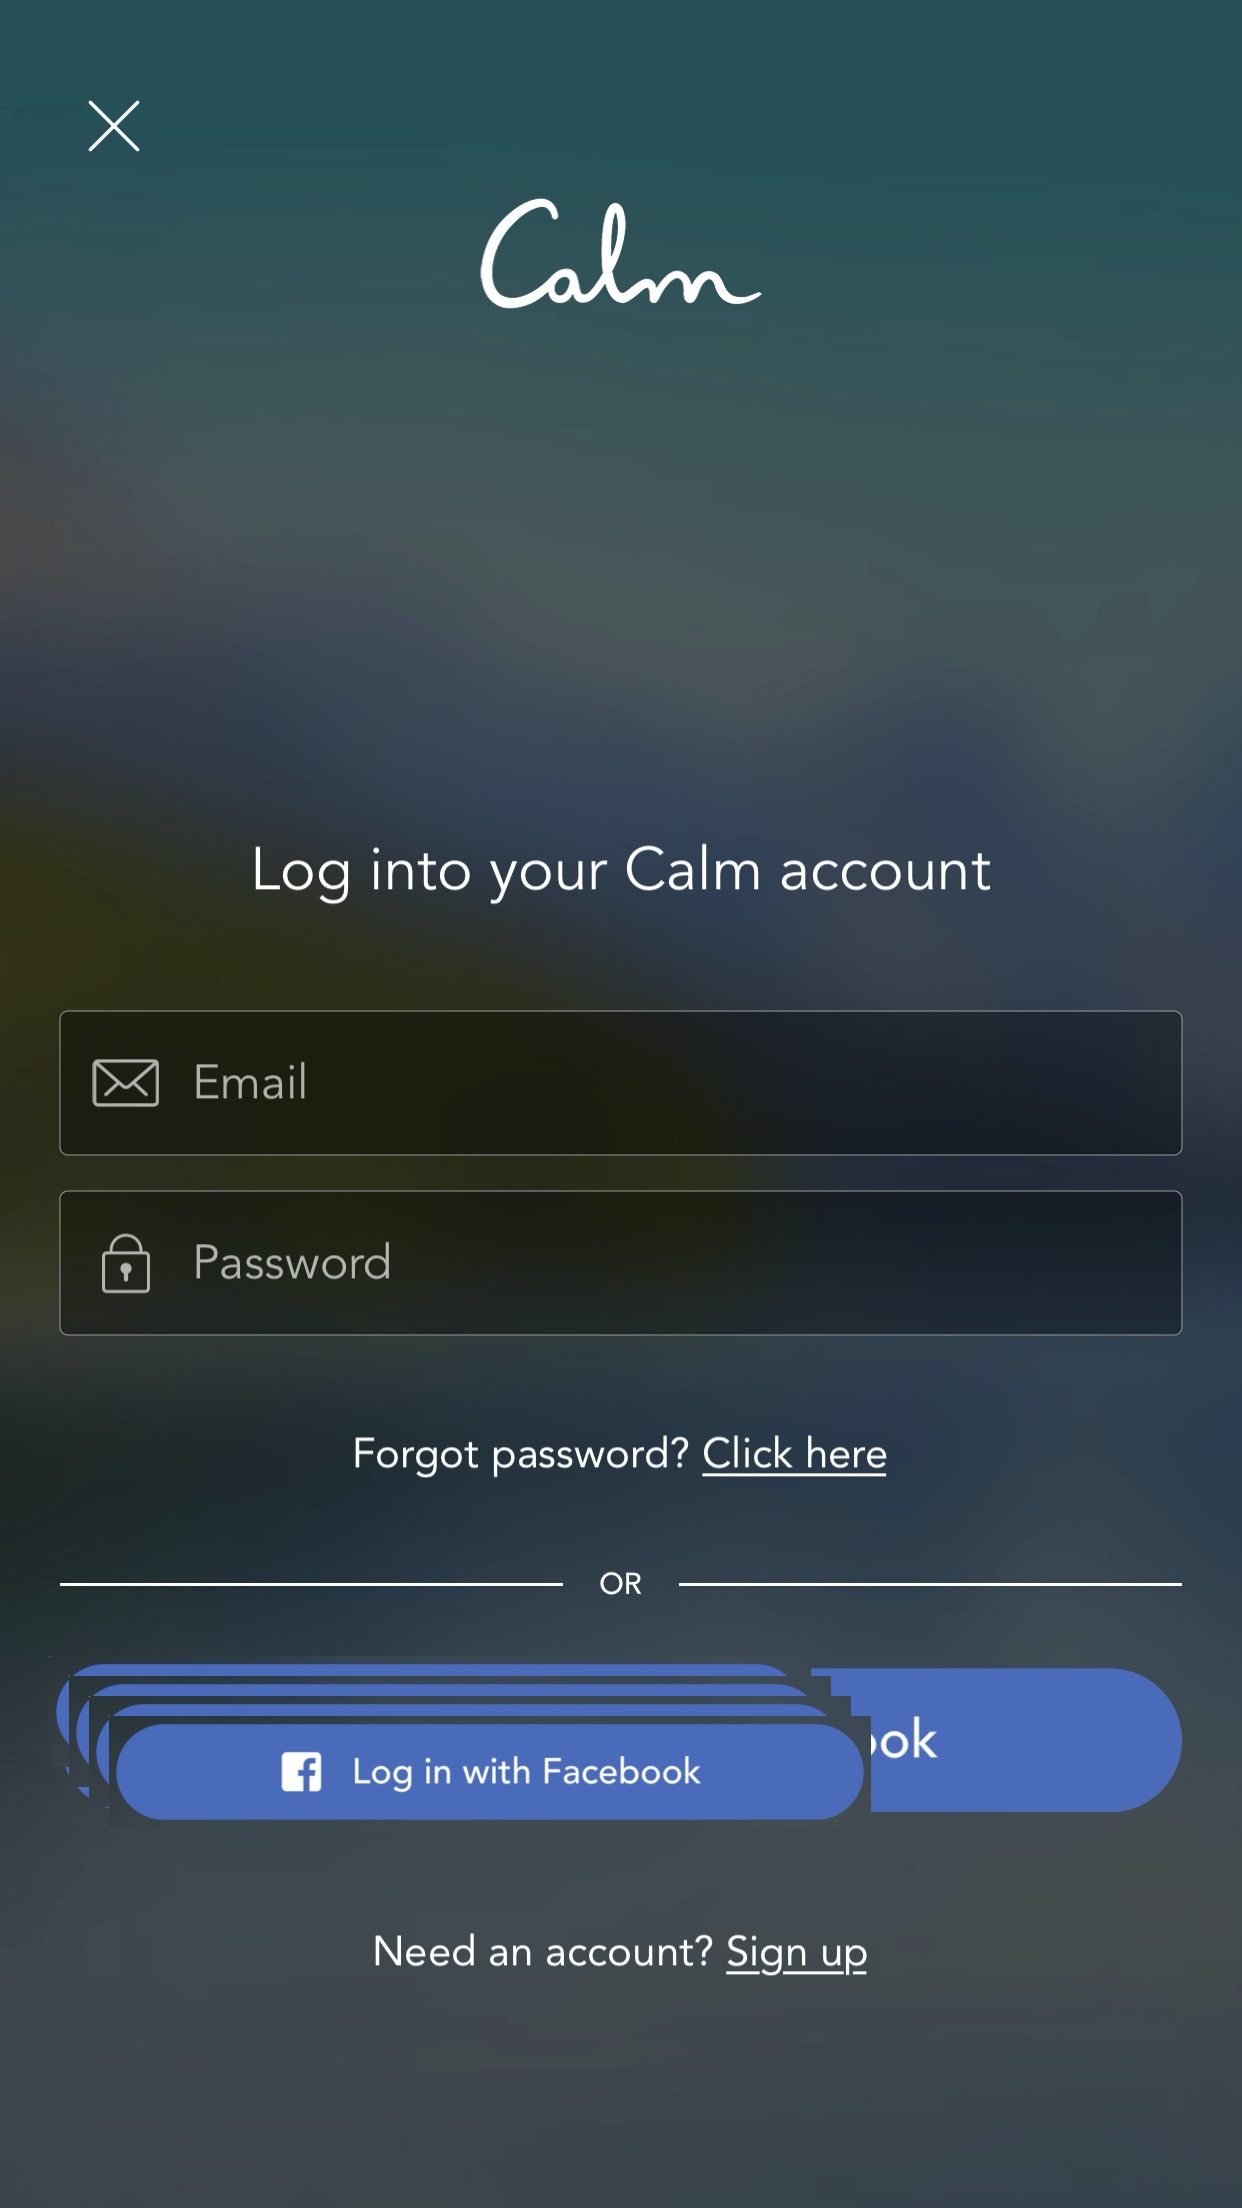 Calm
Log into your Calm account
Email
Password
Forgot password? Click here
OR
ook
Log in with Facebook
Need an account? Sign up